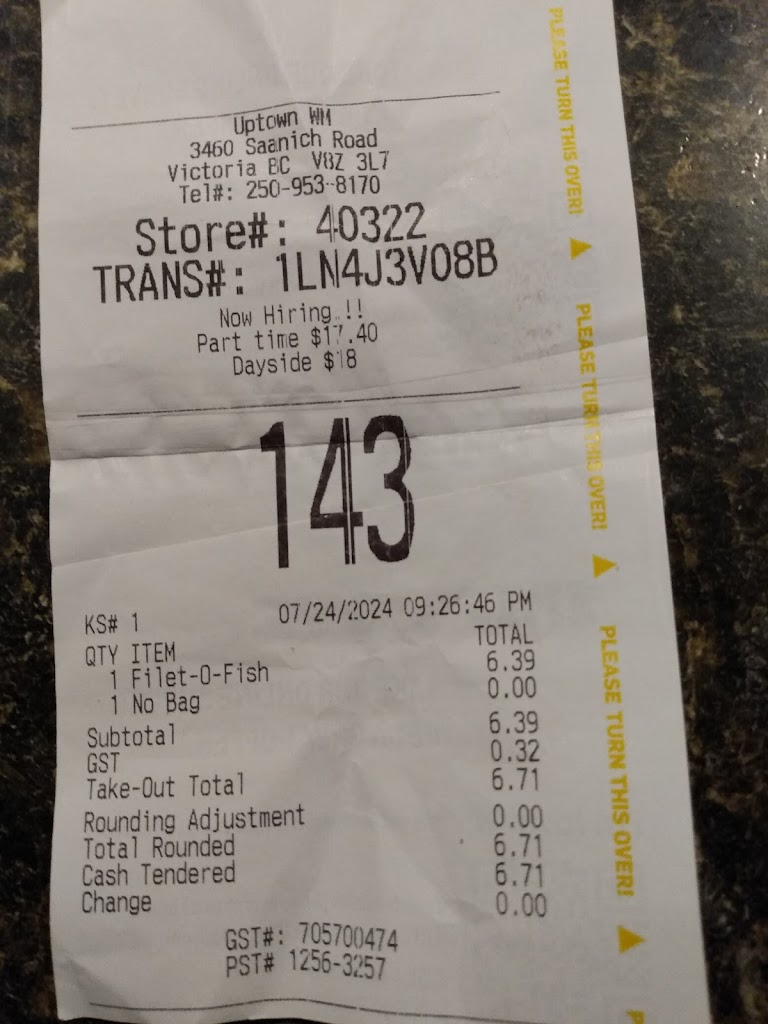 Uptown WM
3460 Saanich Road
Victoria BC V8Z 3L7
Tel#: 250-953-8170
Store#: 40322
TRANS#: 1LN4J3VO8B
Now Hiring.!!
Part time $17.40
Dayside $18
143
KS# 1 07/24/2024 09:26:46 PM
QTY ITEM TOTAL
1 Filet-O-Fish 6.39
1 No Bag 0.00
Subtotal 6.39
GST 0.32
Take-Out Total 6.71
Rounding Adjustment 0.00
Total Rounded 6.71
Cash Tendered 6.71
Change 0.00
GST#: 705700474
PST# 1256-3257
PLEASE TURN THIS OVER!
PLEASE TURN THIS OVER!
PLEASE TURN THIS OVER!
P